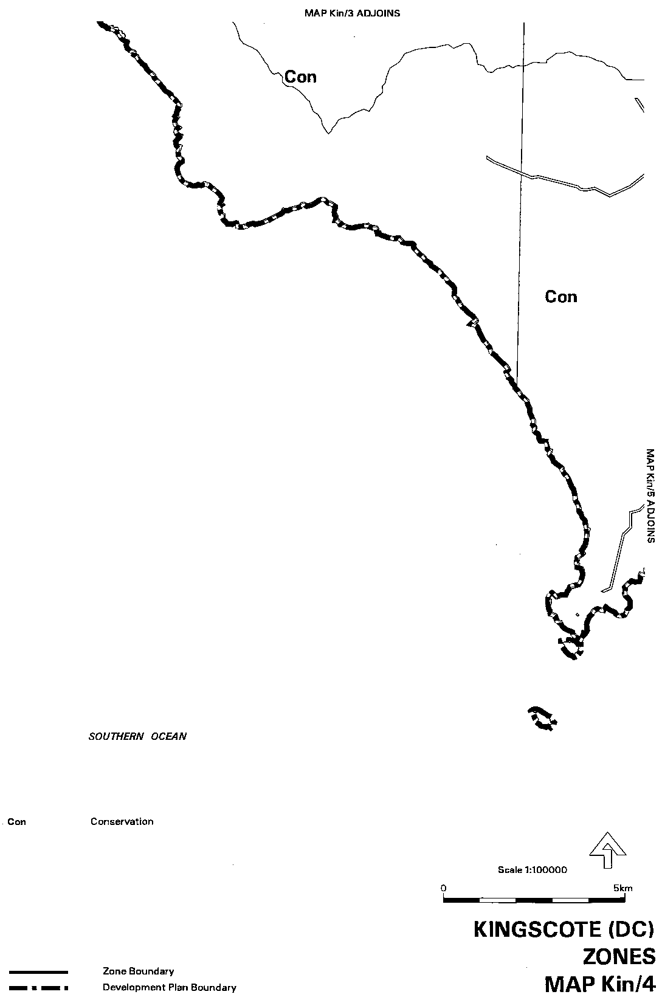 MAP Kin/3 ADJOINS
Con
Con
MAP Kin/5 ADJOINS
SOUTHERN OCEAN
Con Conservation
Scale 1:100000
0 5km
KINGSCOTE (DC)
ZONES
MAP Kin/4
Zone Boundary
Development Plan Boundary